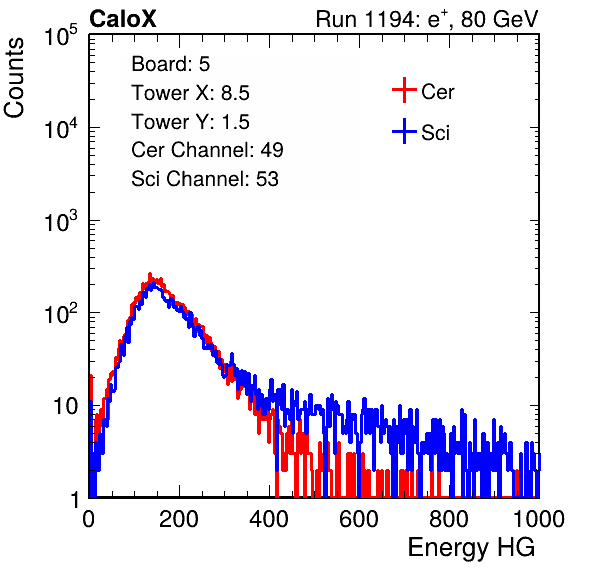 CaloX Run 1194: e⁺, 80 GeV
Counts
10⁵
10⁴
10³
10²
10
1
Board: 5
Tower X: 8.5
Tower Y: 1.5
Cer Channel: 49
Sci Channel: 53
Cer
Sci
0 200 400 600 800 1000
Energy HG